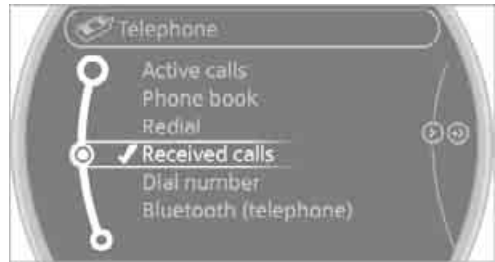 Telephone
Active calls
Phone book
Redial
Received calls
Dial number
Bluetooth (telephone)